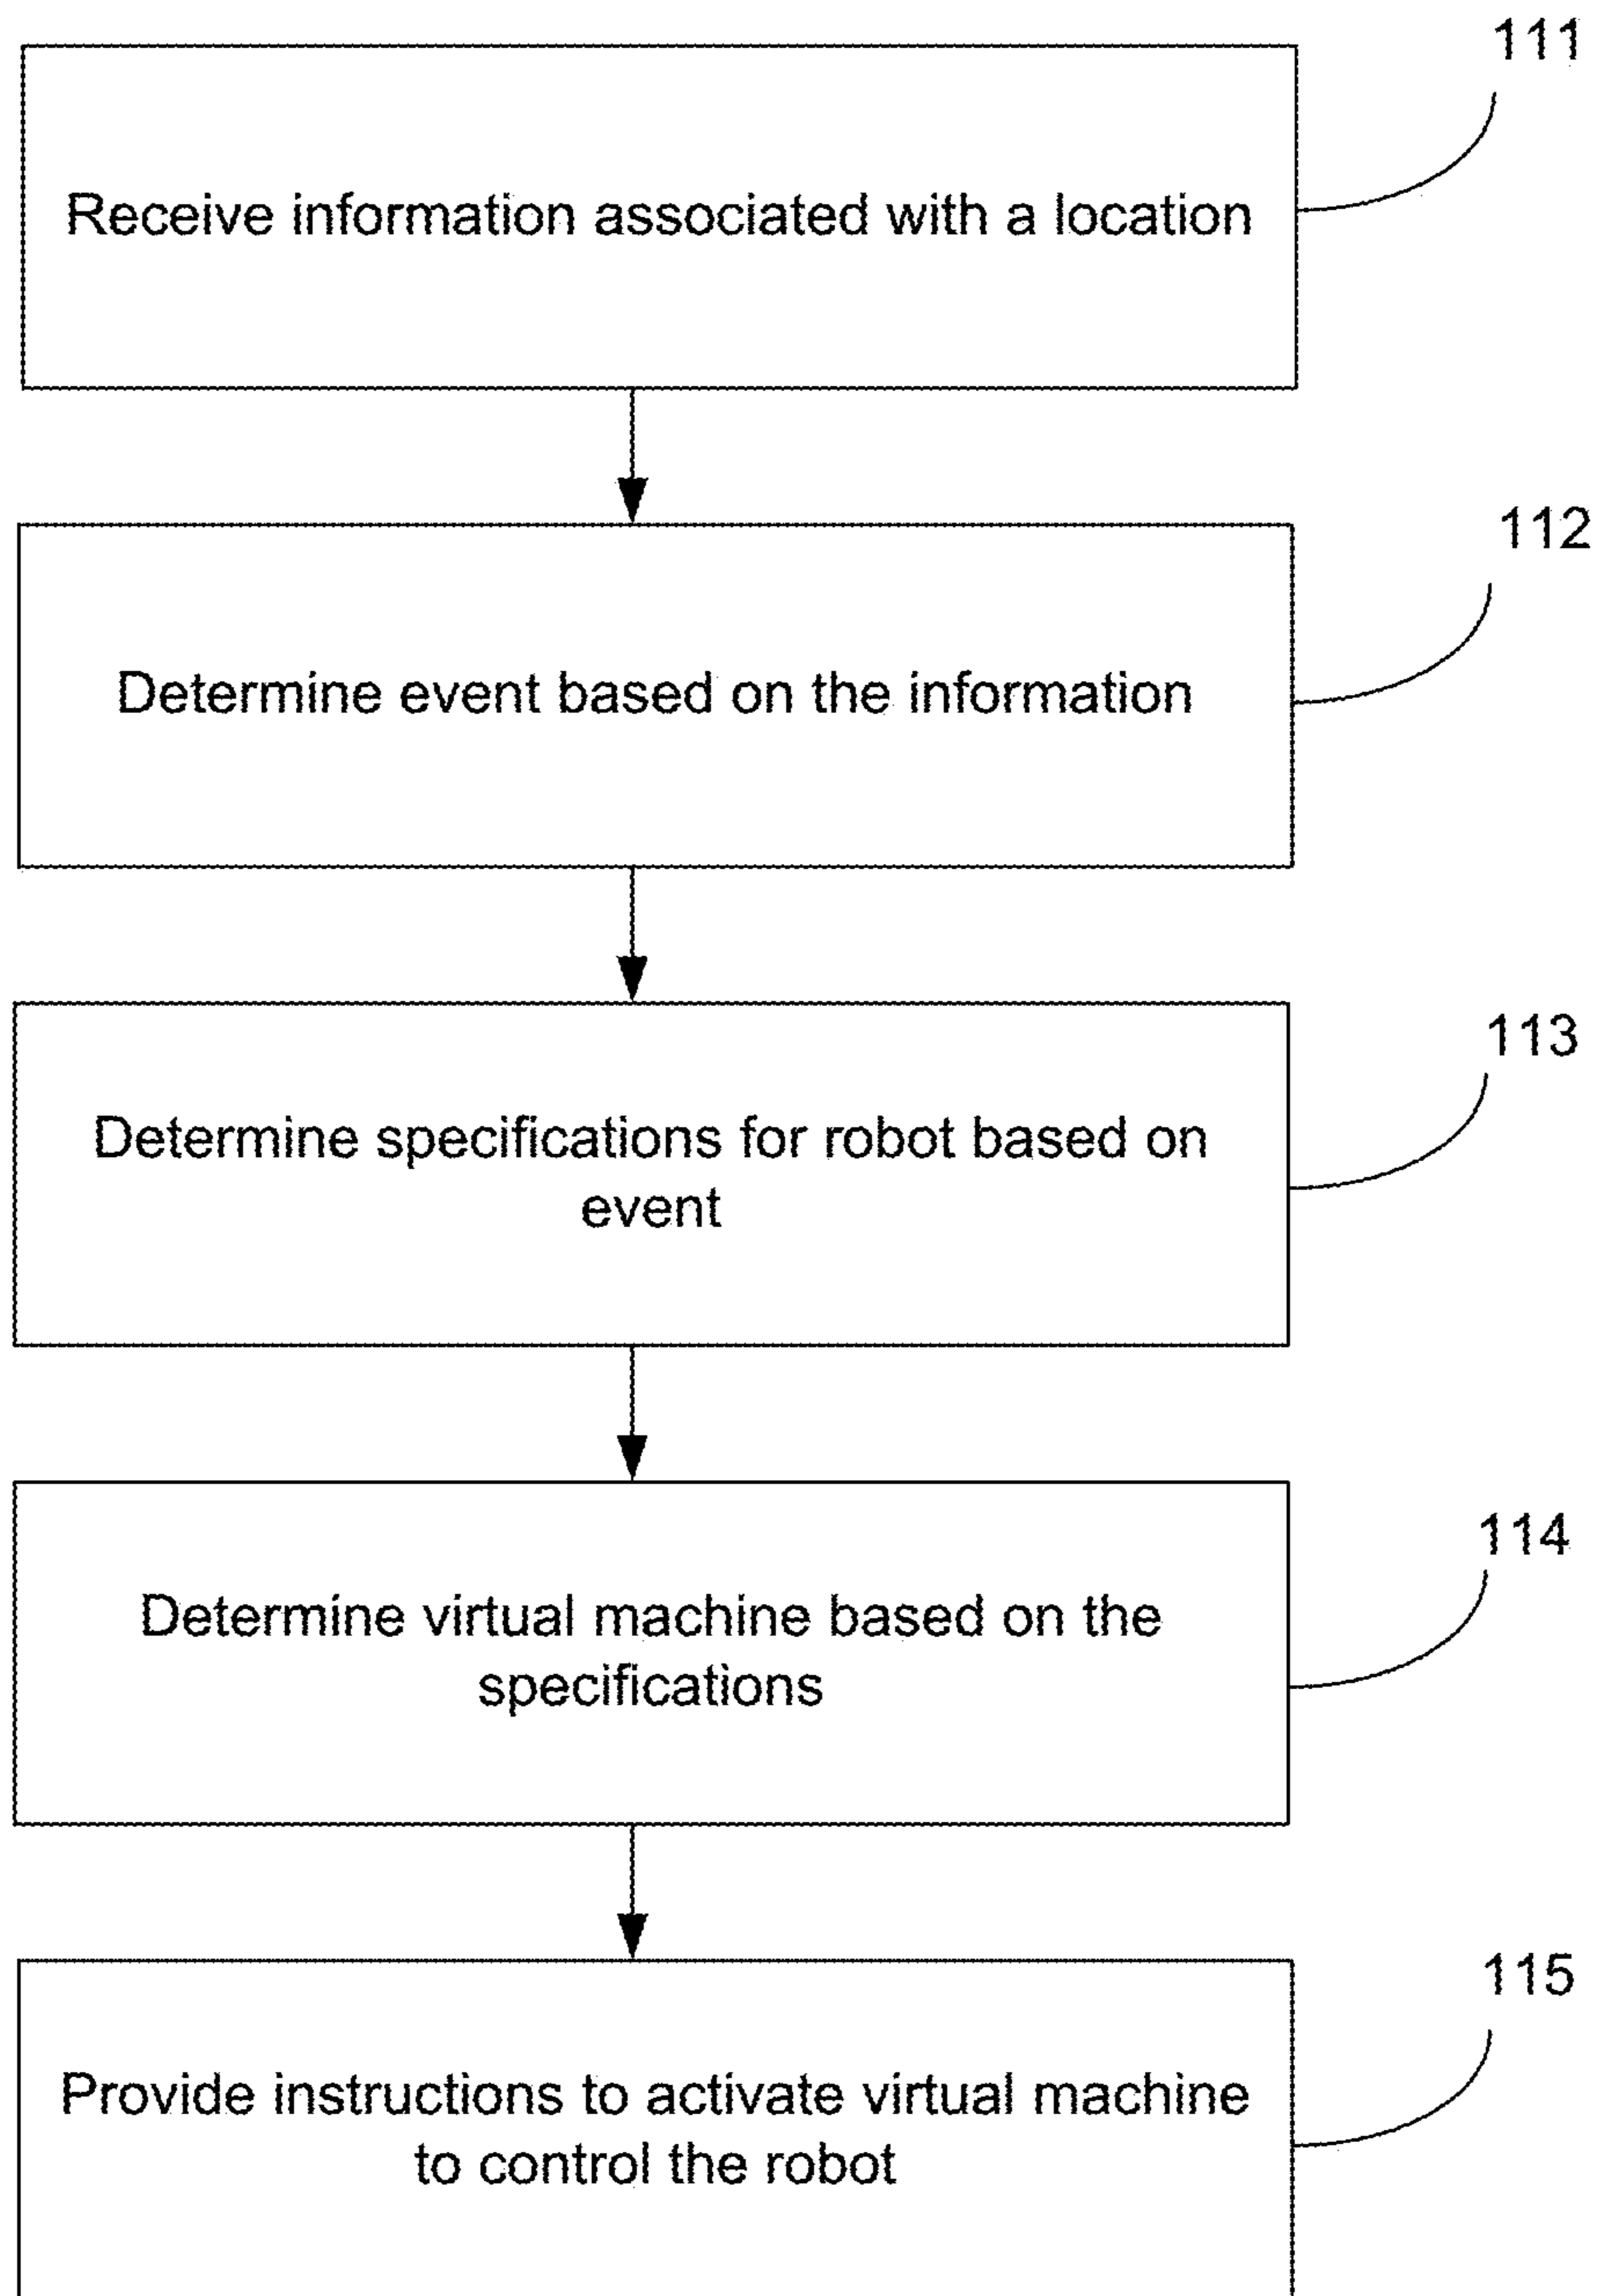 111
Receive information associated with a location
112
Determine event based on the information
113
Determine specifications for robot based on
event
114
Determine virtual machine based on the
specifications
115
Provide instructions to activate virtual machine
to control the robot